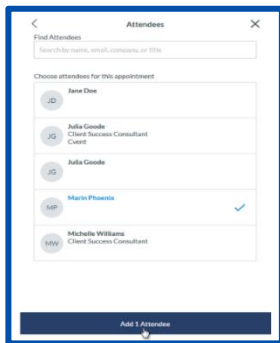 Attendees
Find Attendees
Search by name, email, company, or title
Choose attendees for this appointment
JD
Jane Doe
JG
Julia Goode
Client Success Consultant
Cvent
JG
Julia Goode
MP
Marin Phoenix
MW
Michelle Williams
Client Success Consultant
Add 1 Attendee